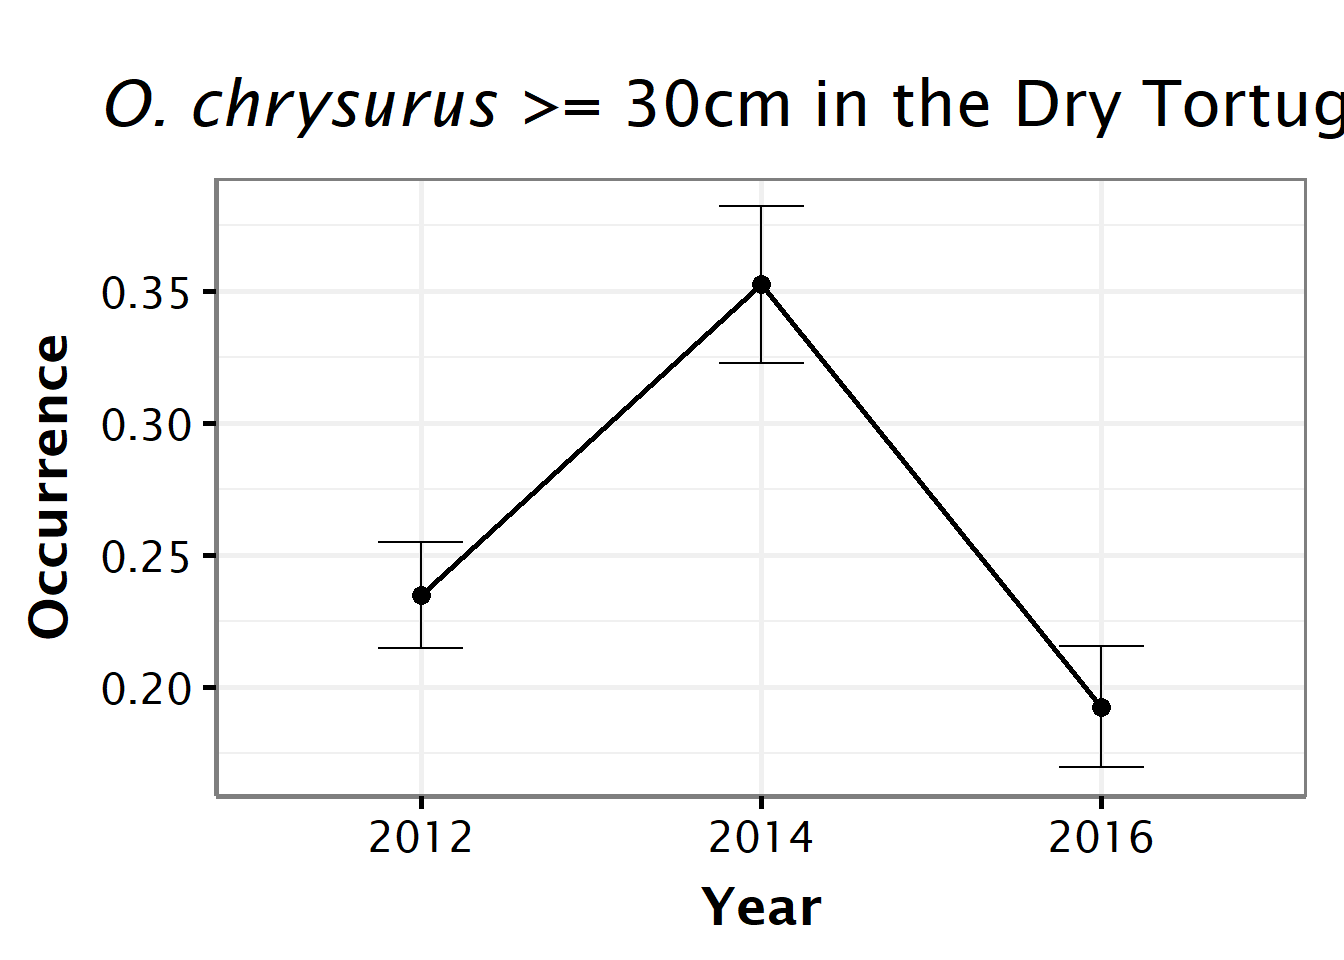 O. chrysurus >= 30cm in the Dry Tortug
Occurrence
0.35
0.30
0.25
0.20
2012 2014 2016
Year